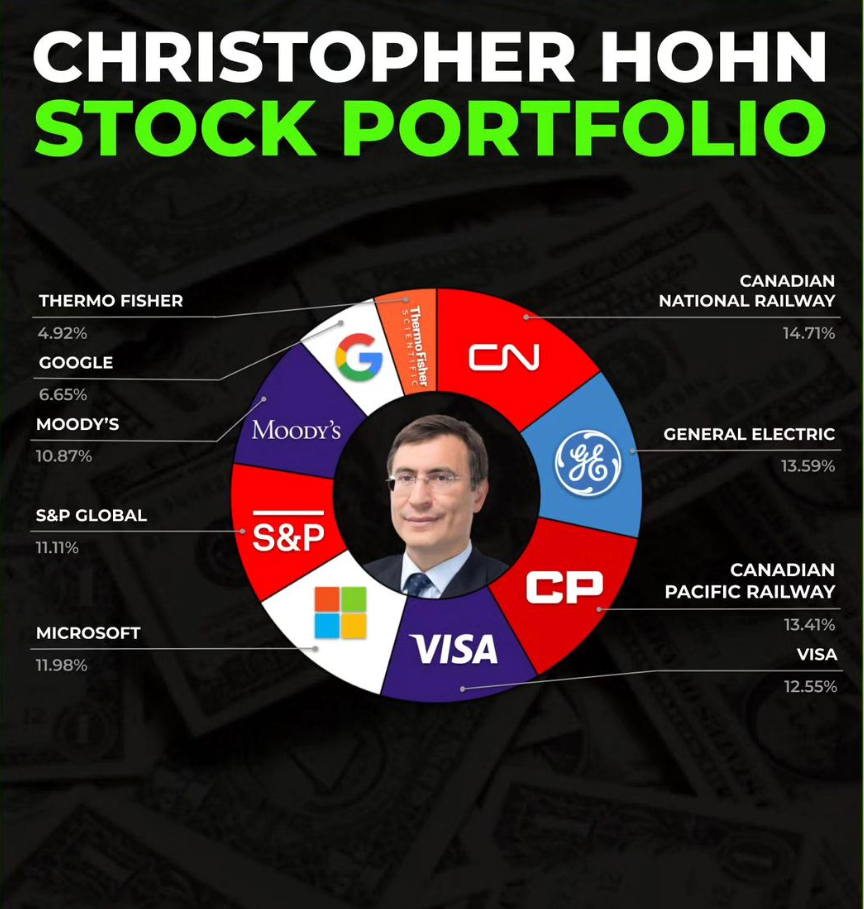 CHRISTOPHER HOHN
STOCK PORTFOLIO
THERMO FISHER
4.92%
GOOGLE
6.65%
MOODY'S
10.87%
S&P GLOBAL
11.11%
MICROSOFT
11.98%
CANADIAN
NATIONAL RAILWAY
14.71%
GENERAL ELECTRIC
13.59%
CANADIAN
PACIFIC RAILWAY
13.41%
VISA
12.55%
ThermoFisher
SCIENTIFIC
G
CN
MOODY'S
GE
S&P
CP
VISA